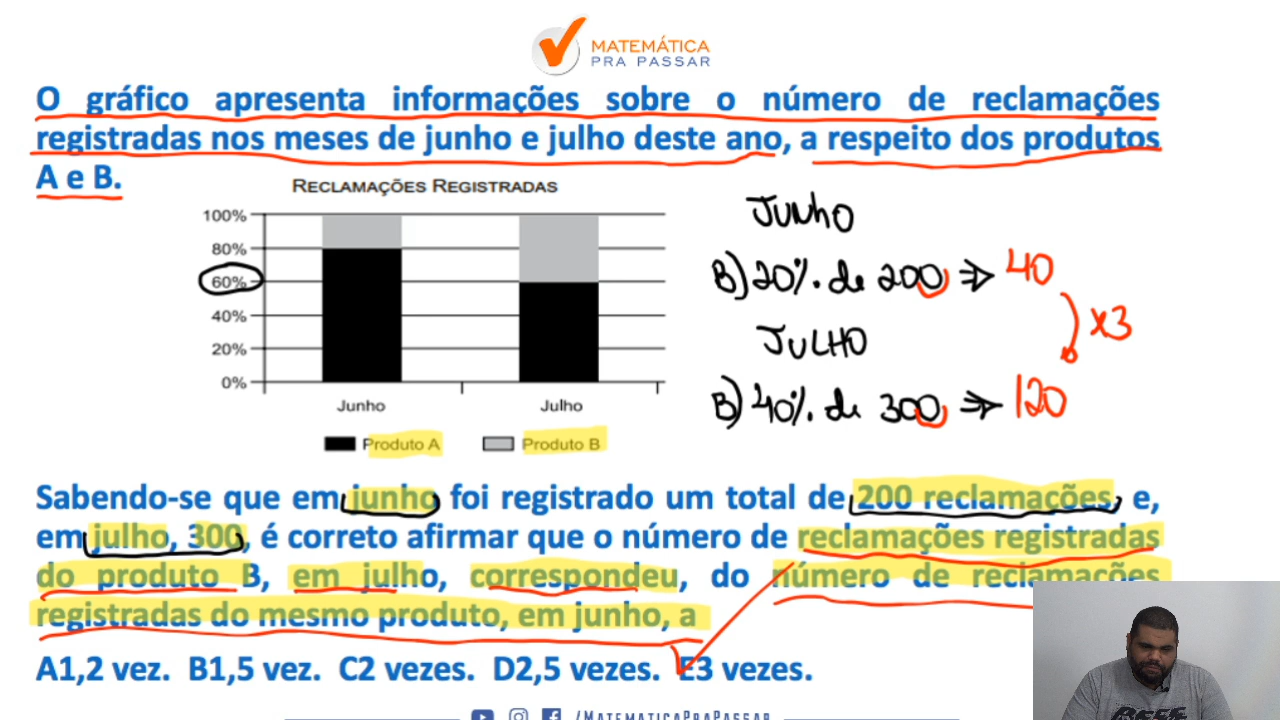 MATEMÁTICA
PRA PASSAR
O gráfico apresenta informações sobre o número de reclamações
registradas nos meses de junho e julho deste ano, a respeito dos produtos
A e B.
RECLAMAÇÕES REGISTRADAS
100%
80%
60%
40%
20%
0%
Junho
Julho
Produto A
Produto B
JUNHO
B) 20% de 200 ⇒ 40
x3
JULHO
B) 40% de 300 ⇒ 120
Sabendo-se que em junho foi registrado um total de 200 reclamações, e,
em julho, 300, é correto afirmar que o número de reclamações registradas
do produto B, em julho, correspondeu, do número de reclamações
registradas do mesmo produto, em junho, a
A1,2 vez. B1,5 vez. C2 vezes. D2,5 vezes. E3 vezes.
/MATEMATICAPRAPASSAR